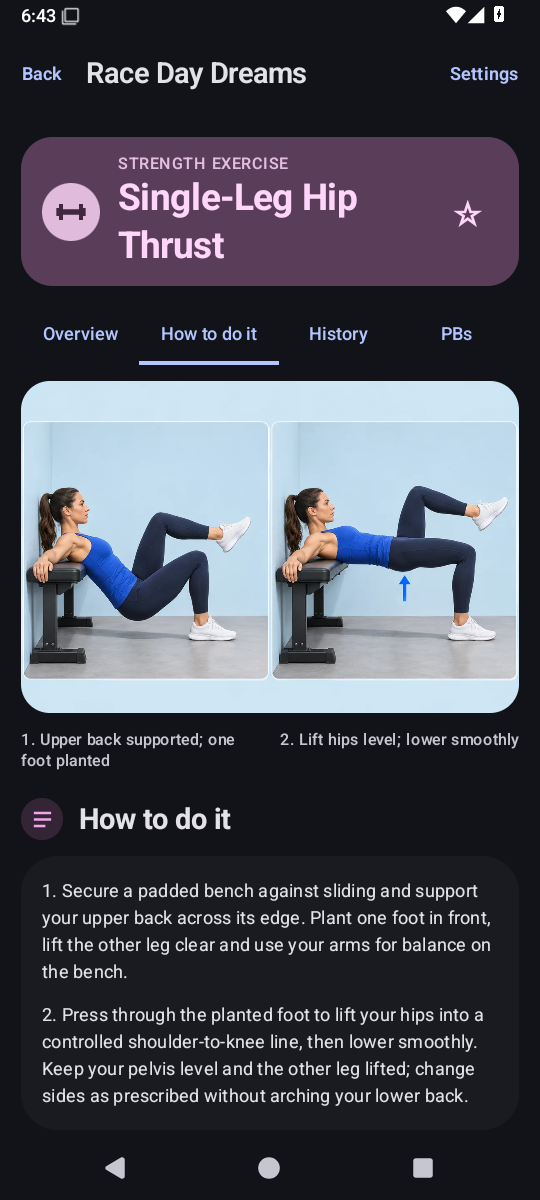 6:43
Back
Race Day Dreams
Settings
STRENGTH EXERCISE
Single-Leg Hip
Thrust
Overview
How to do it
History
PBs
1. Upper back supported; one
foot planted
2. Lift hips level; lower smoothly
How to do it
1. Secure a padded bench against sliding and support
your upper back across its edge. Plant one foot in front,
lift the other leg clear and use your arms for balance on
the bench.
2. Press through the planted foot to lift your hips into a
controlled shoulder-to-knee line, then lower smoothly.
Keep your pelvis level and the other leg lifted; change
sides as prescribed without arching your lower back.